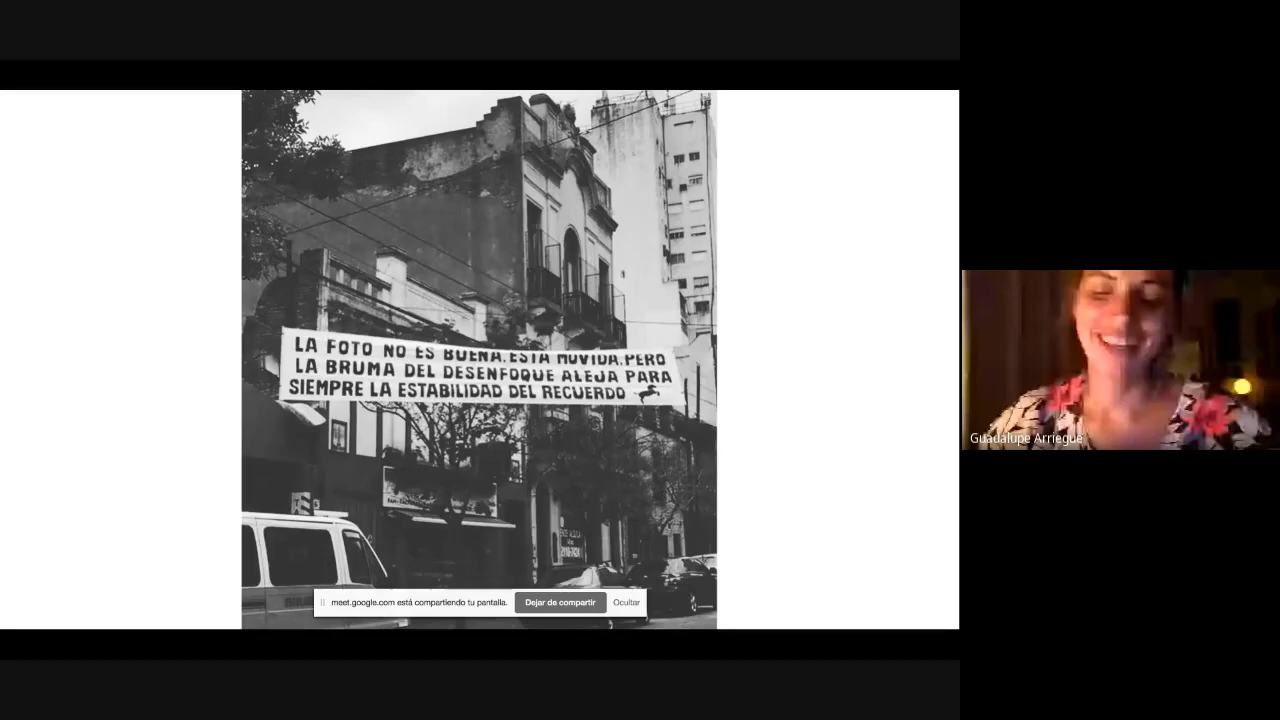 LA FOTO NO ES BUENA. ESTÁ MOVIDA. PERO
LA BRUMA DEL DESENFOQUE ALEJA PARA
SIEMPRE LA ESTABILIDAD DEL RECUERDO
meet.google.com está compartiendo tu pantalla.
Dejar de compartir
Ocultar
Guadalupe Arriegue